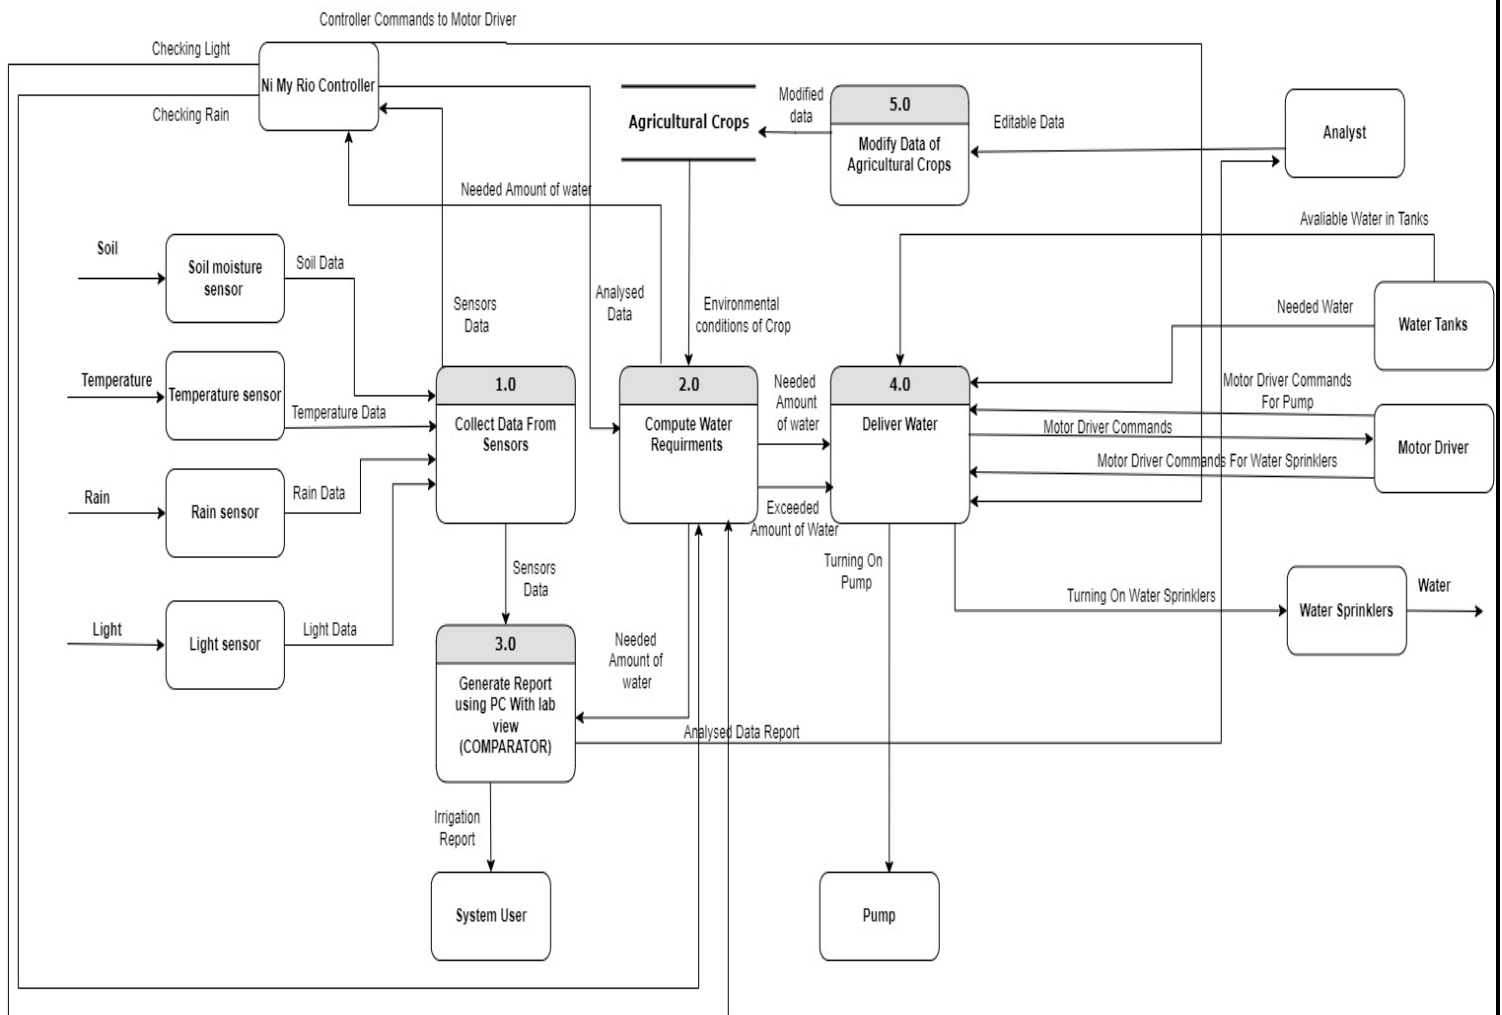 Controller Commands to Motor Driver
Checking Light
Ni My Rio Controller
Checking Rain
Agricultural Crops
Modified
data
5.0
Modify Data of
Agricultural Crops
Editable Data
Analyst
Needed Amount of water
Avaliable Water in Tanks
Soil
Soil moisture
sensor
Soil Data
Sensors
Data
Analysed
Data
Environmental
conditions of Crop
Needed Water
Water Tanks
Temperature
Temperature sensor
Temperature Data
1.0
Collect Data From
Sensors
2.0
Compute Water
Requirments
Needed
Amount
of water
4.0
Deliver Water
Motor Driver Commands
For Pump
Motor Driver Commands
Motor Driver
Motor Driver Commands For Water Sprinklers
Rain
Rain sensor
Rain Data
Exceeded
Amount of Water
Sensors
Data
Turning On
Pump
Turning On Water Sprinklers
Water Sprinklers
Water
Light
Light sensor
Light Data
3.0
Generate Report
using PC With lab
view
(COMPARATOR)
Needed
Amount of
water
Analysed Data Report
Irrigation
Report
System User
Pump